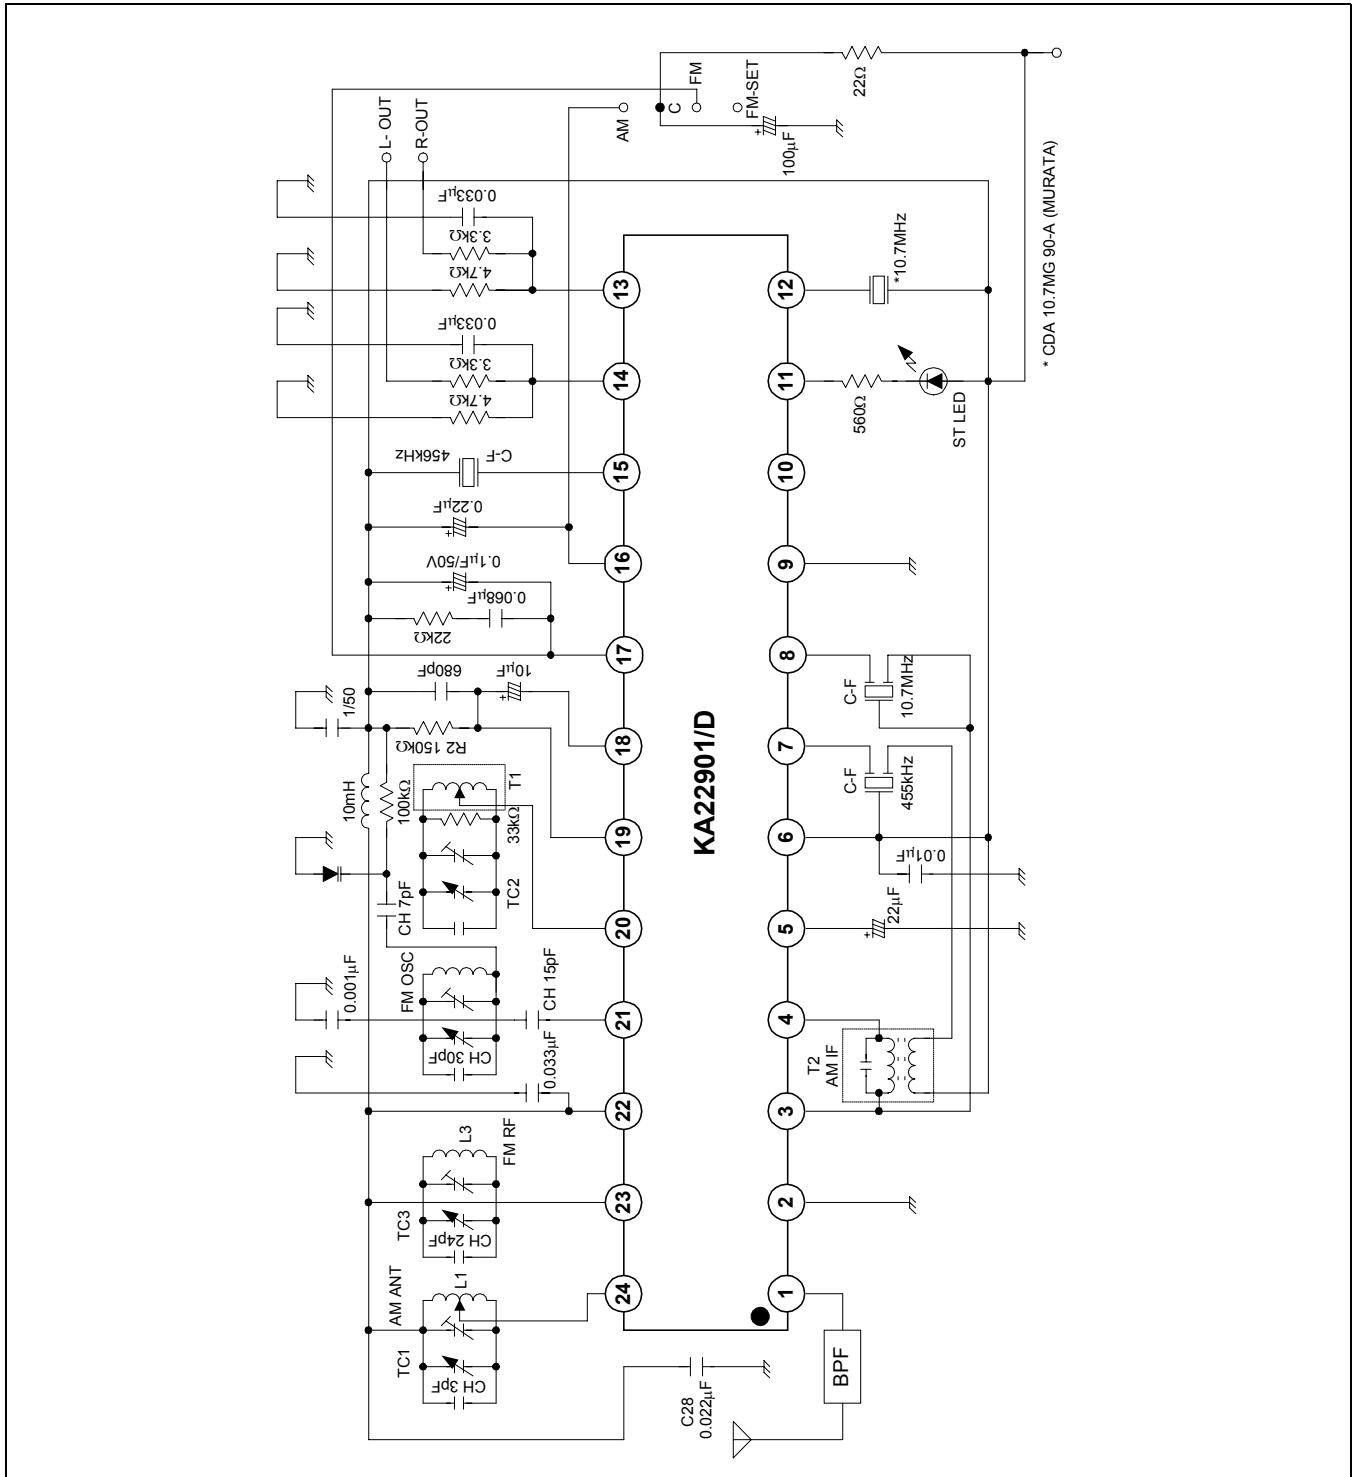 22Ω
FM
C
FM-SET
AM
100µF
L- OUT
R-OUT
* CDA 10.7MG 90-A (MURATA)
0.033µF
3.3kΩ
4.7kΩ
*10.7MHz
13
12
0.033µF
3.3kΩ
4.7kΩ
14
11
560Ω
ST LED
456kHz
C-F
15
10
0.22µF
16
9
0.1µF/50V
0.068µF
22kΩ
17
8
C-F
10.7MHz
680pF
10µF
1/50
R2 150kΩ
18
7
C-F
455kHz
10mH
100kΩ
T1
33kΩ
19
KA22901/D
6
0.01µF
CH 7pF
TC2
20
5
22µF
0.001µF
FM OSC
CH 15pF
21
4
CH 30pF
0.033µF
T2
AM IF
22
3
L3
FM RF
TC3
CH 24pF
23
2
AM ANT
L1
TC1
CH 3pF
24
1
BPF
C28
0.022µF